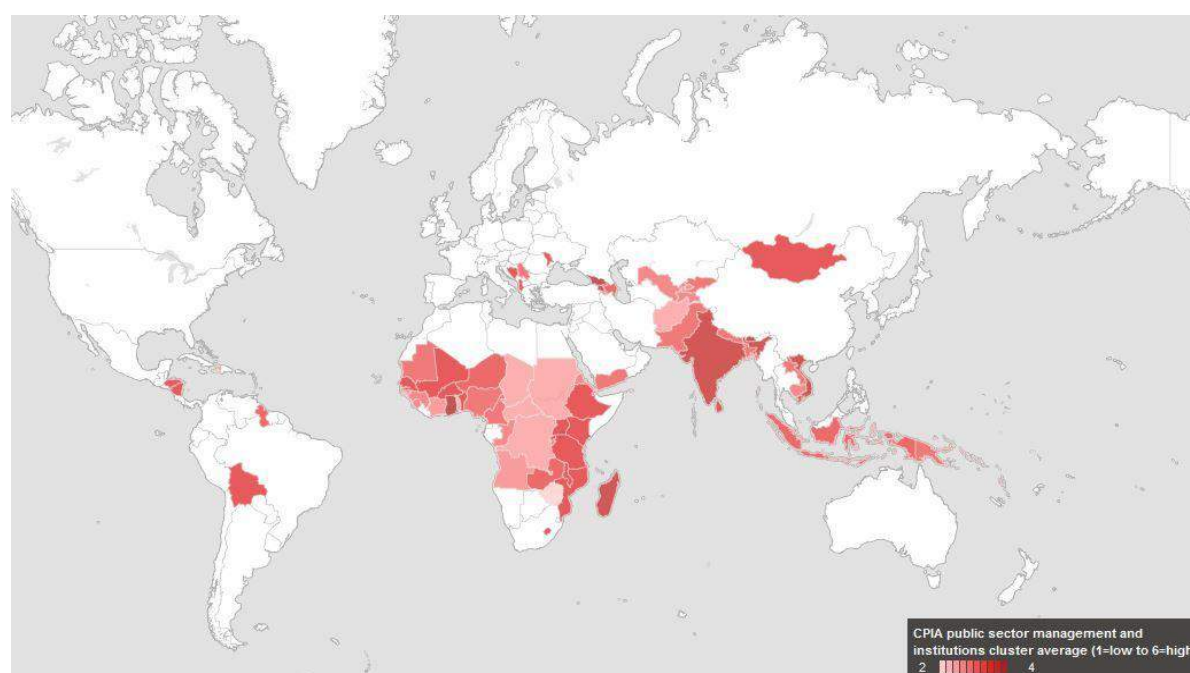 CPIA public sector management and
institutions cluster average (1=low to 6=high
2 4